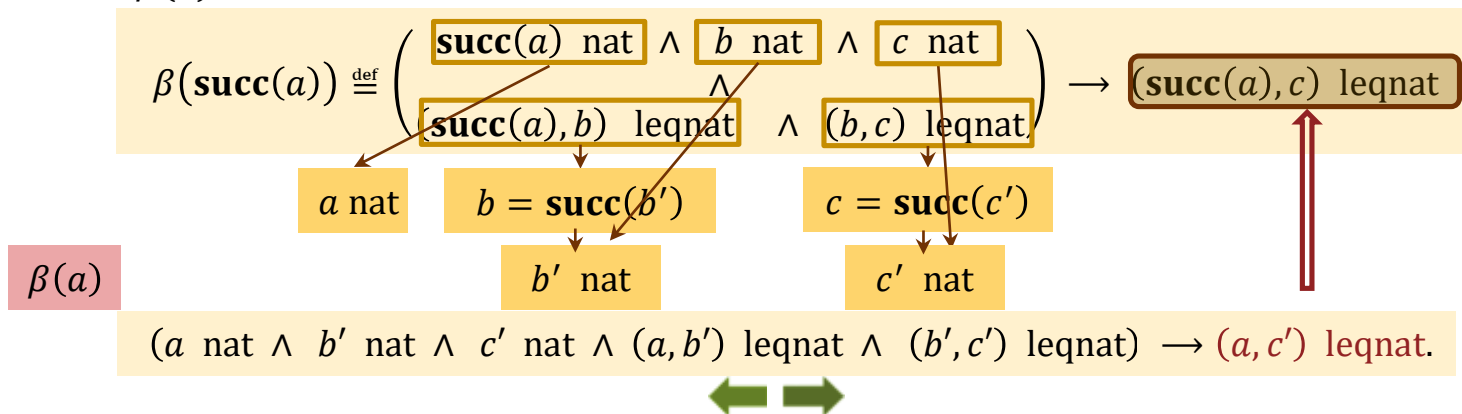 succ(a) nat ∧ b nat ∧ c nat
β(succ(a)) ≝ ( ∧ ) ⟶ (succ(a), c) leqnat
(succ(a), b) leqnat ∧ (b, c) leqnat
a nat b = succ(b′) c = succ(c′)
β(a) b′ nat c′ nat
(a nat ∧ b′ nat ∧ c′ nat ∧ (a, b′) leqnat ∧ (b′, c′) leqnat) ⟶ (a, c′) leqnat.